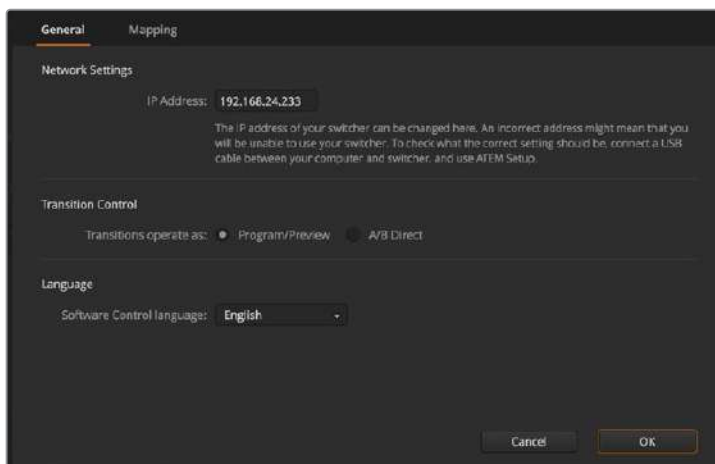 General Mapping
Network Settings
IP Address: 192.168.24.233
The IP address of your switcher can be changed here. An incorrect address might mean that you
will be unable to use your switcher. To check what the correct setting should be, connect a USB
cable between your computer and switcher, and use ATEM Setup.
Transition Control
Transitions operate as: Program/Preview A/B Direct
Language
Software Control language: English
Cancel OK